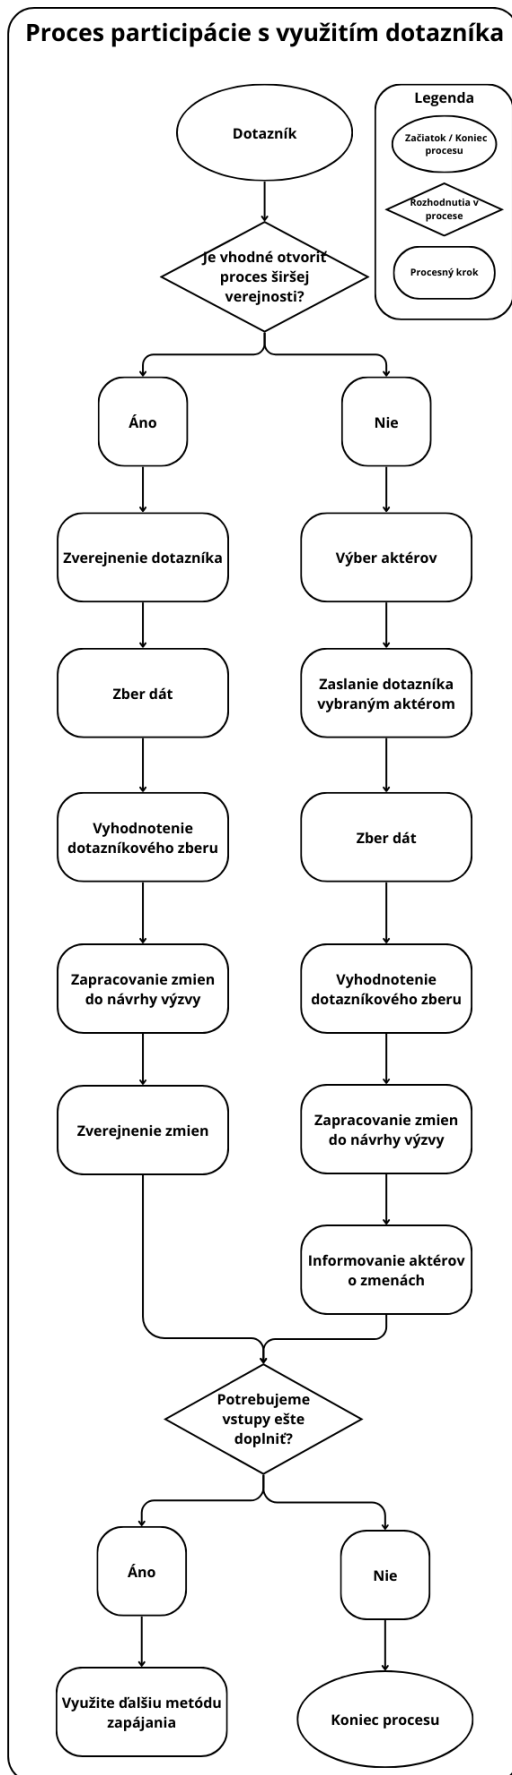 Proces participácie s využitím dotazníka
Legenda
Začiatok / Koniec
procesu
Rozhodnutia v
procese
Procesný krok
Dotazník
Je vhodné otvoriť
proces širšej
verejnosti?
Áno
Nie
Zverejnenie dotazníka
Výber aktérov
Zber dát
Zaslanie dotazníka
vybraným aktérom
Vyhodnotenie
dotazníkového zberu
Zber dát
Zapracovanie zmien
do návrhy výzvy
Vyhodnotenie
dotazníkového zberu
Zverejnenie zmien
Zapracovanie zmien
do návrhy výzvy
Informovanie aktérov
o zmenách
Potrebujeme
vstupy ešte
doplniť?
Áno
Nie
Využite ďalšiu metódu
zapájania
Koniec procesu